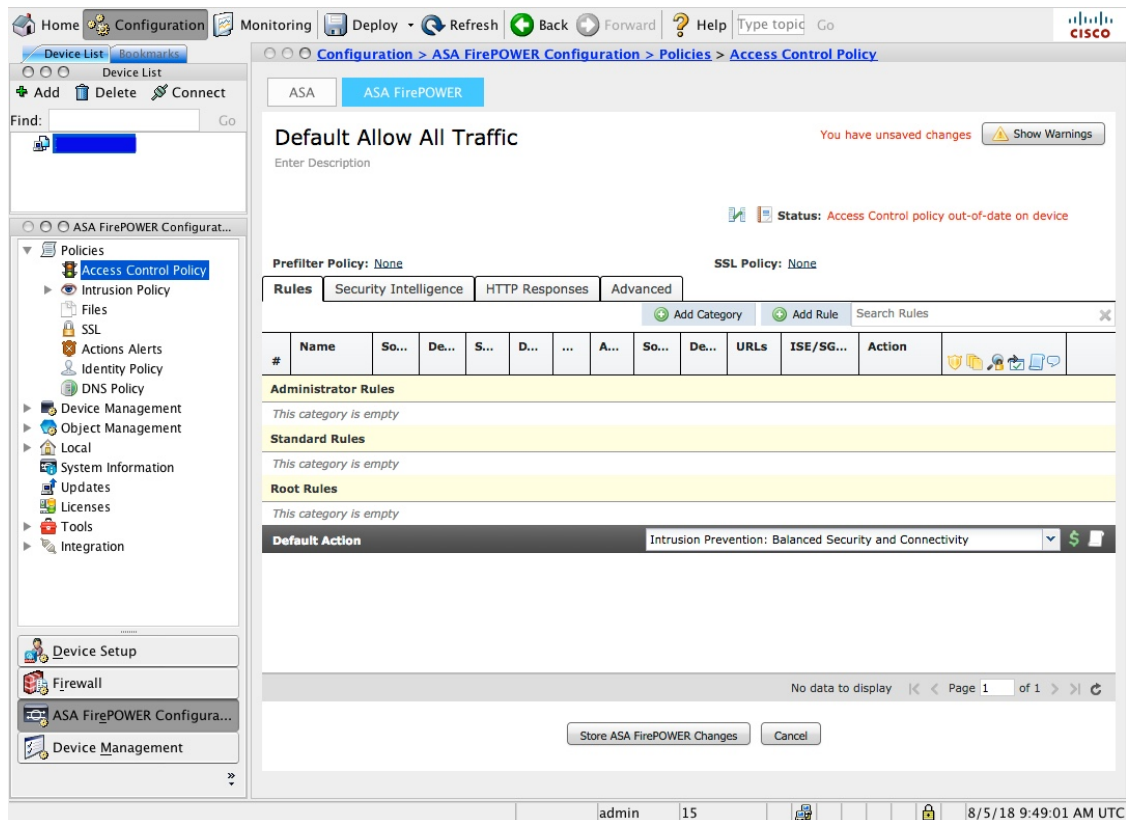 Home Configuration Monitoring Deploy Refresh Back Forward Help Type topic Go
CISCO
Device List Bookmarks
Configuration > ASA FirePOWER Configuration > Policies > Access Control Policy
Device List
Add Delete Connect
Find: Go
ASA ASA FirePOWER
Default Allow All Traffic
You have unsaved changes Show Warnings
Enter Description
Status: Access Control policy out-of-date on device
ASA FirePOWER Configurat...
Policies
Access Control Policy
Intrusion Policy
Files
SSL
Actions Alerts
Identity Policy
DNS Policy
Device Management
Object Management
Local
System Information
Updates
Licenses
Tools
Integration
Prefilter Policy: None SSL Policy: None
Rules Security Intelligence HTTP Responses Advanced
Add Category Add Rule Search Rules
# Name So... De... S... D... ... A... So... De... URLs ISE/SG... Action
Administrator Rules
This category is empty
Standard Rules
This category is empty
Root Rules
This category is empty
Default Action Intrusion Prevention: Balanced Security and Connectivity $
Device Setup
Firewall
ASA FirePOWER Configura...
Device Management
No data to display |< < Page 1 of 1 > >|
Store ASA FirePOWER Changes Cancel
admin 15 8/5/18 9:49:01 AM UTC